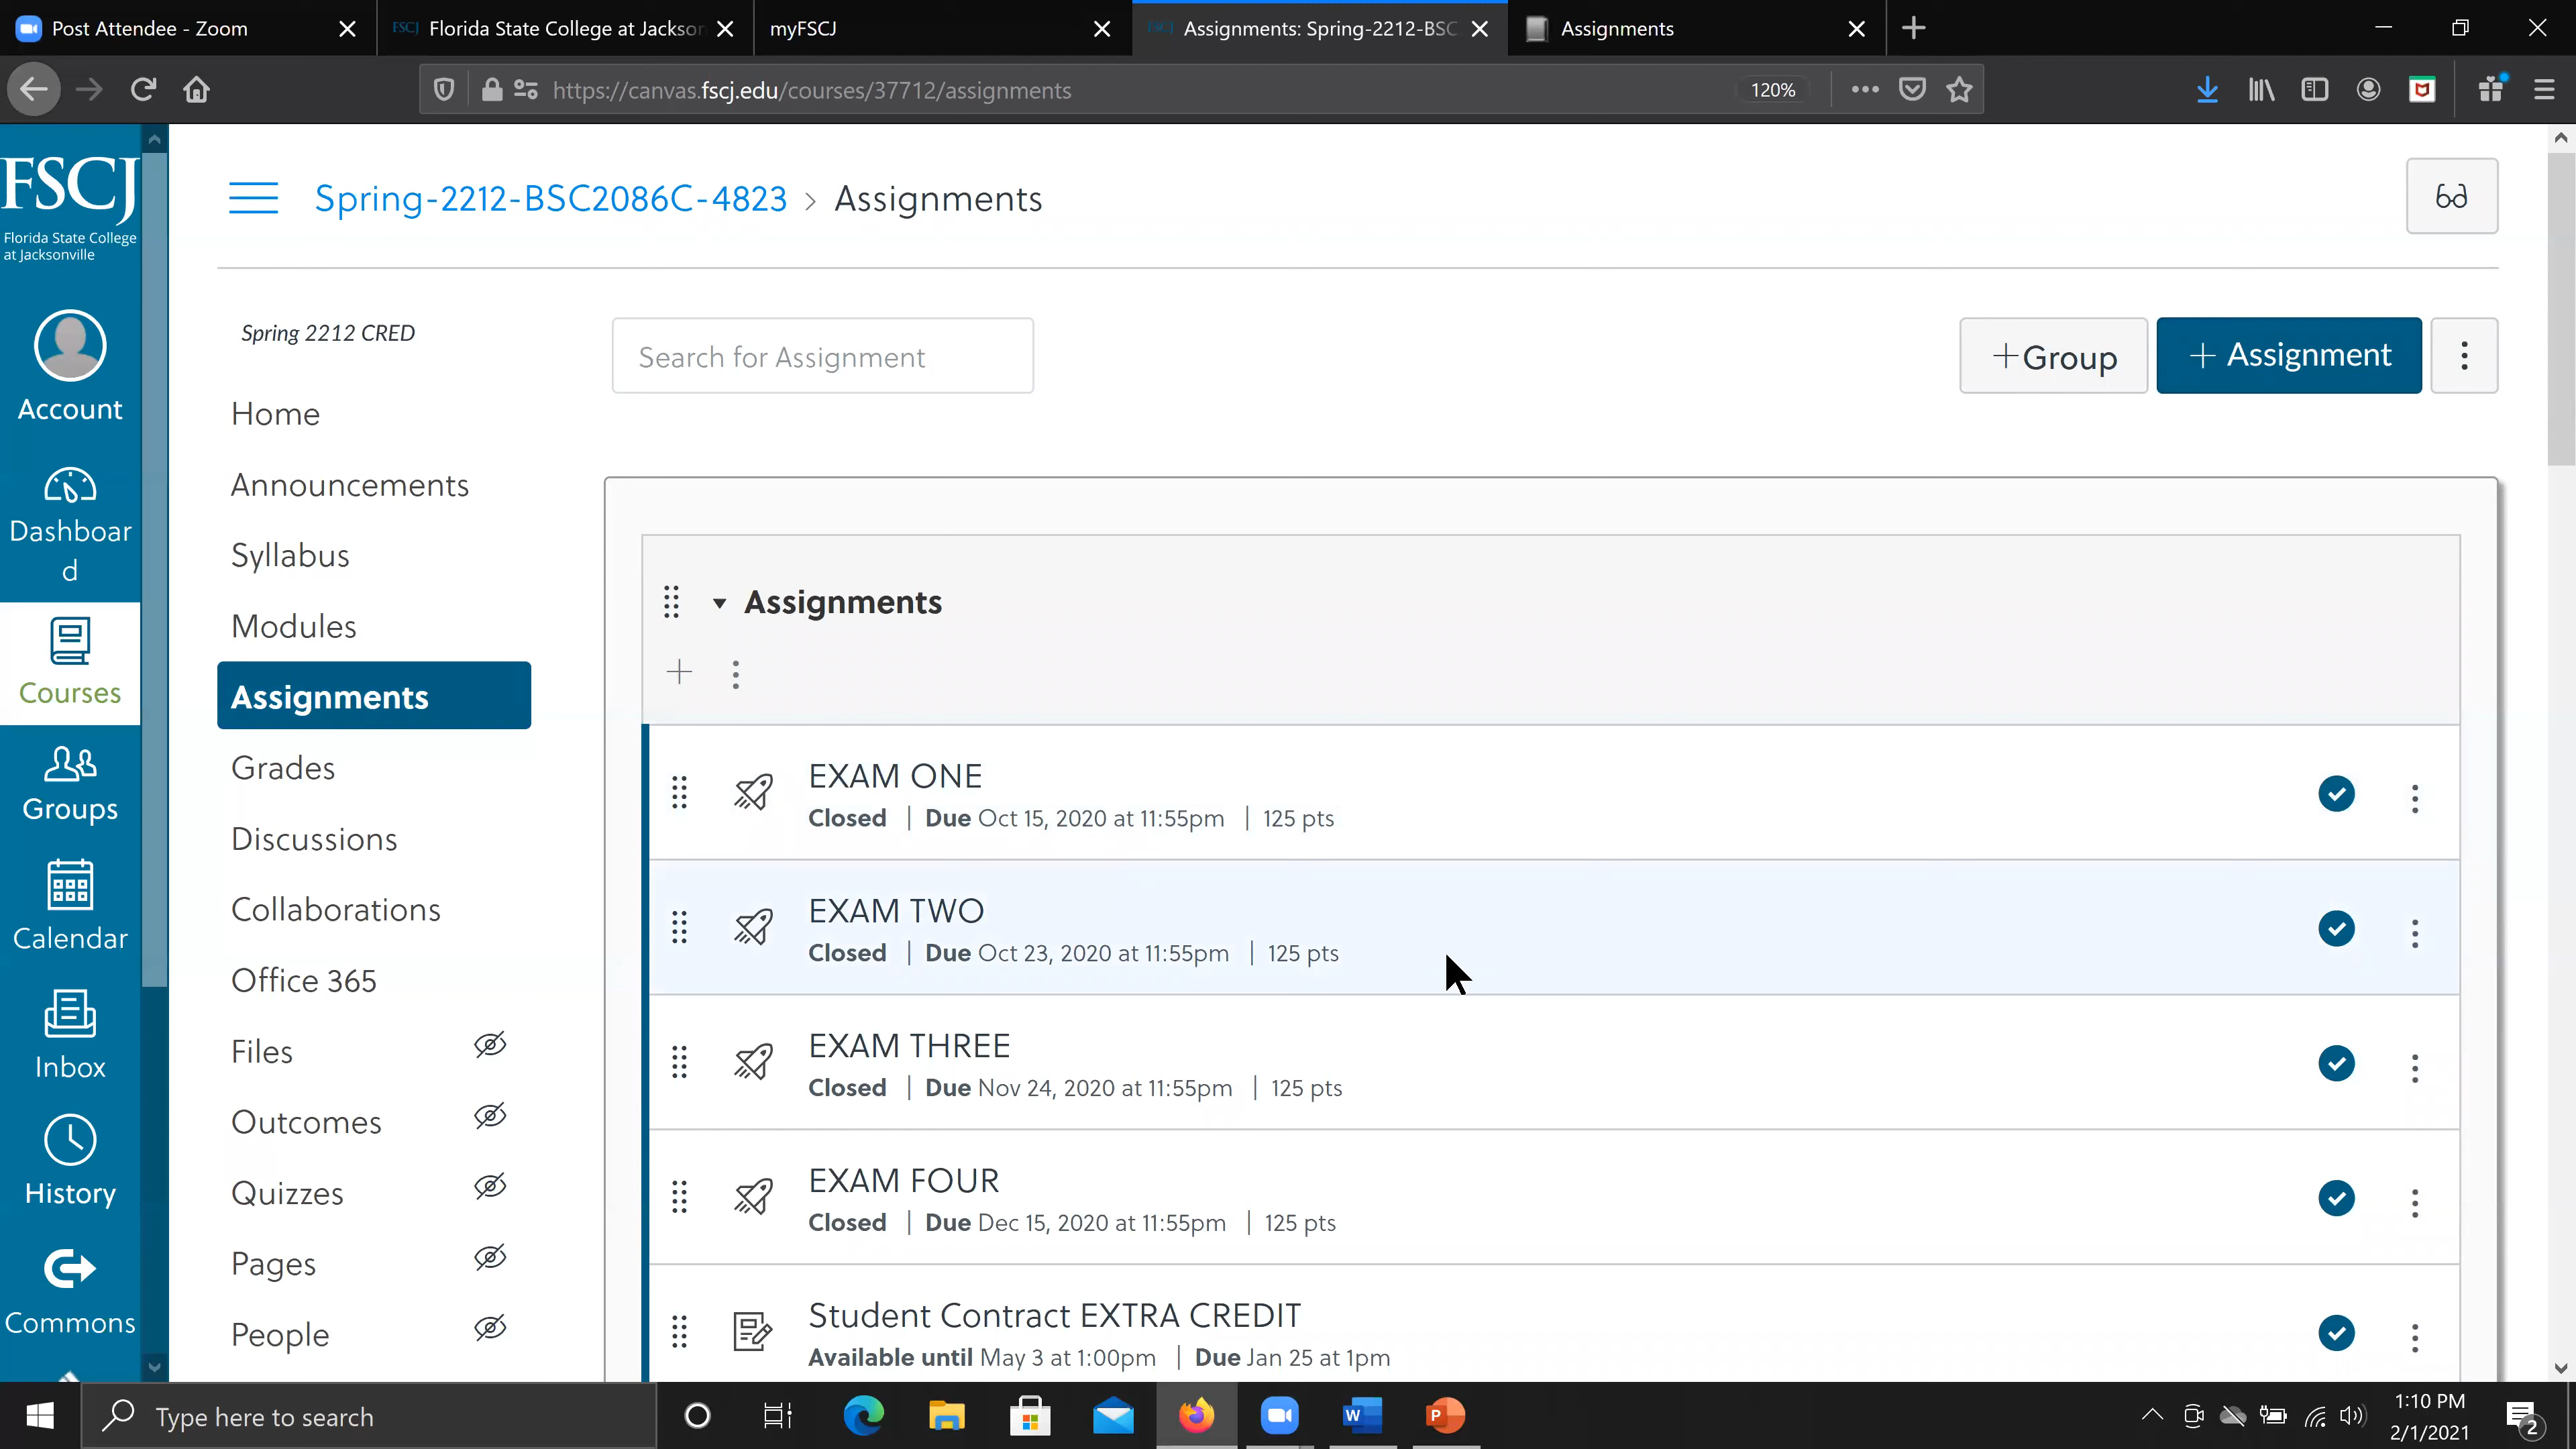 Post Attendee - Zoom
FSCJ Florida State College at Jackson
myFSCJ
Assignments: Spring-2212-BSC
Assignments
https://canvas.fscj.edu/courses/37712/assignments
120%
FSCJ
Florida State College
at Jacksonville
Account
Dashboar
d
Courses
Groups
Calendar
Inbox
History
Commons
Spring-2212-BSC2086C-4823 > Assignments
Spring 2212 CRED
Home
Announcements
Syllabus
Modules
Assignments
Grades
Discussions
Collaborations
Office 365
Files
Outcomes
Quizzes
Pages
People
Search for Assignment
+Group
+ Assignment
Assignments
EXAM ONE
Closed | Due Oct 15, 2020 at 11:55pm | 125 pts
EXAM TWO
Closed | Due Oct 23, 2020 at 11:55pm | 125 pts
EXAM THREE
Closed | Due Nov 24, 2020 at 11:55pm | 125 pts
EXAM FOUR
Closed | Due Dec 15, 2020 at 11:55pm | 125 pts
Student Contract EXTRA CREDIT
Available until May 3 at 1:00pm | Due Jan 25 at 1pm
Type here to search
W
P
1:10 PM
2/1/2021
2